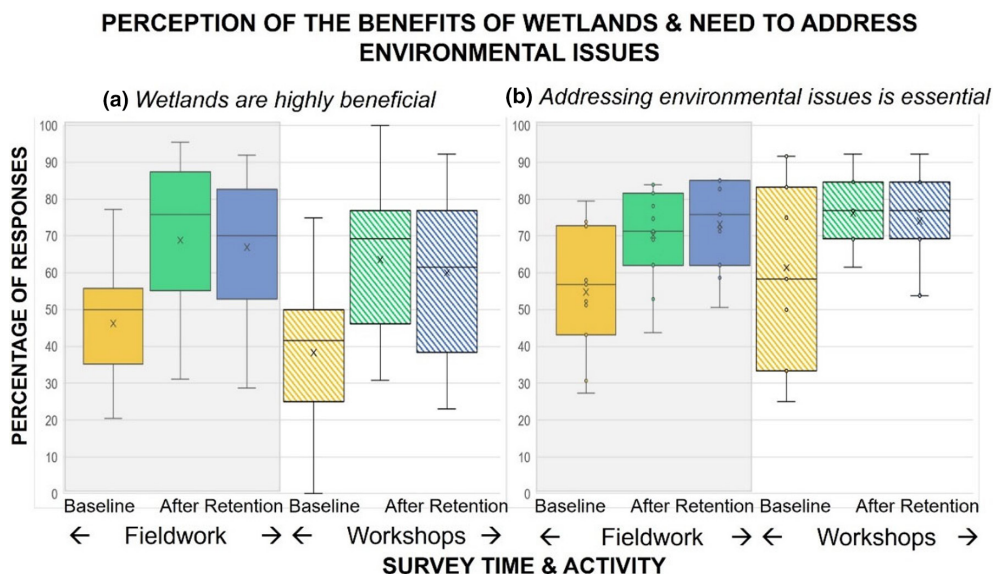 PERCEPTION OF THE BENEFITS OF WETLANDS & NEED TO ADDRESS
ENVIRONMENTAL ISSUES
(a) Wetlands are highly beneficial
(b) Addressing environmental issues is essential
PERCENTAGE OF RESPONSES
100
90
80
70
60
50
40
30
20
10
0
Baseline After Retention Baseline After Retention
← Fieldwork → ← Workshops →
100
90
80
70
60
50
40
30
20
10
0
Baseline After Retention Baseline After Retention
← Fieldwork → ← Workshops →
SURVEY TIME & ACTIVITY